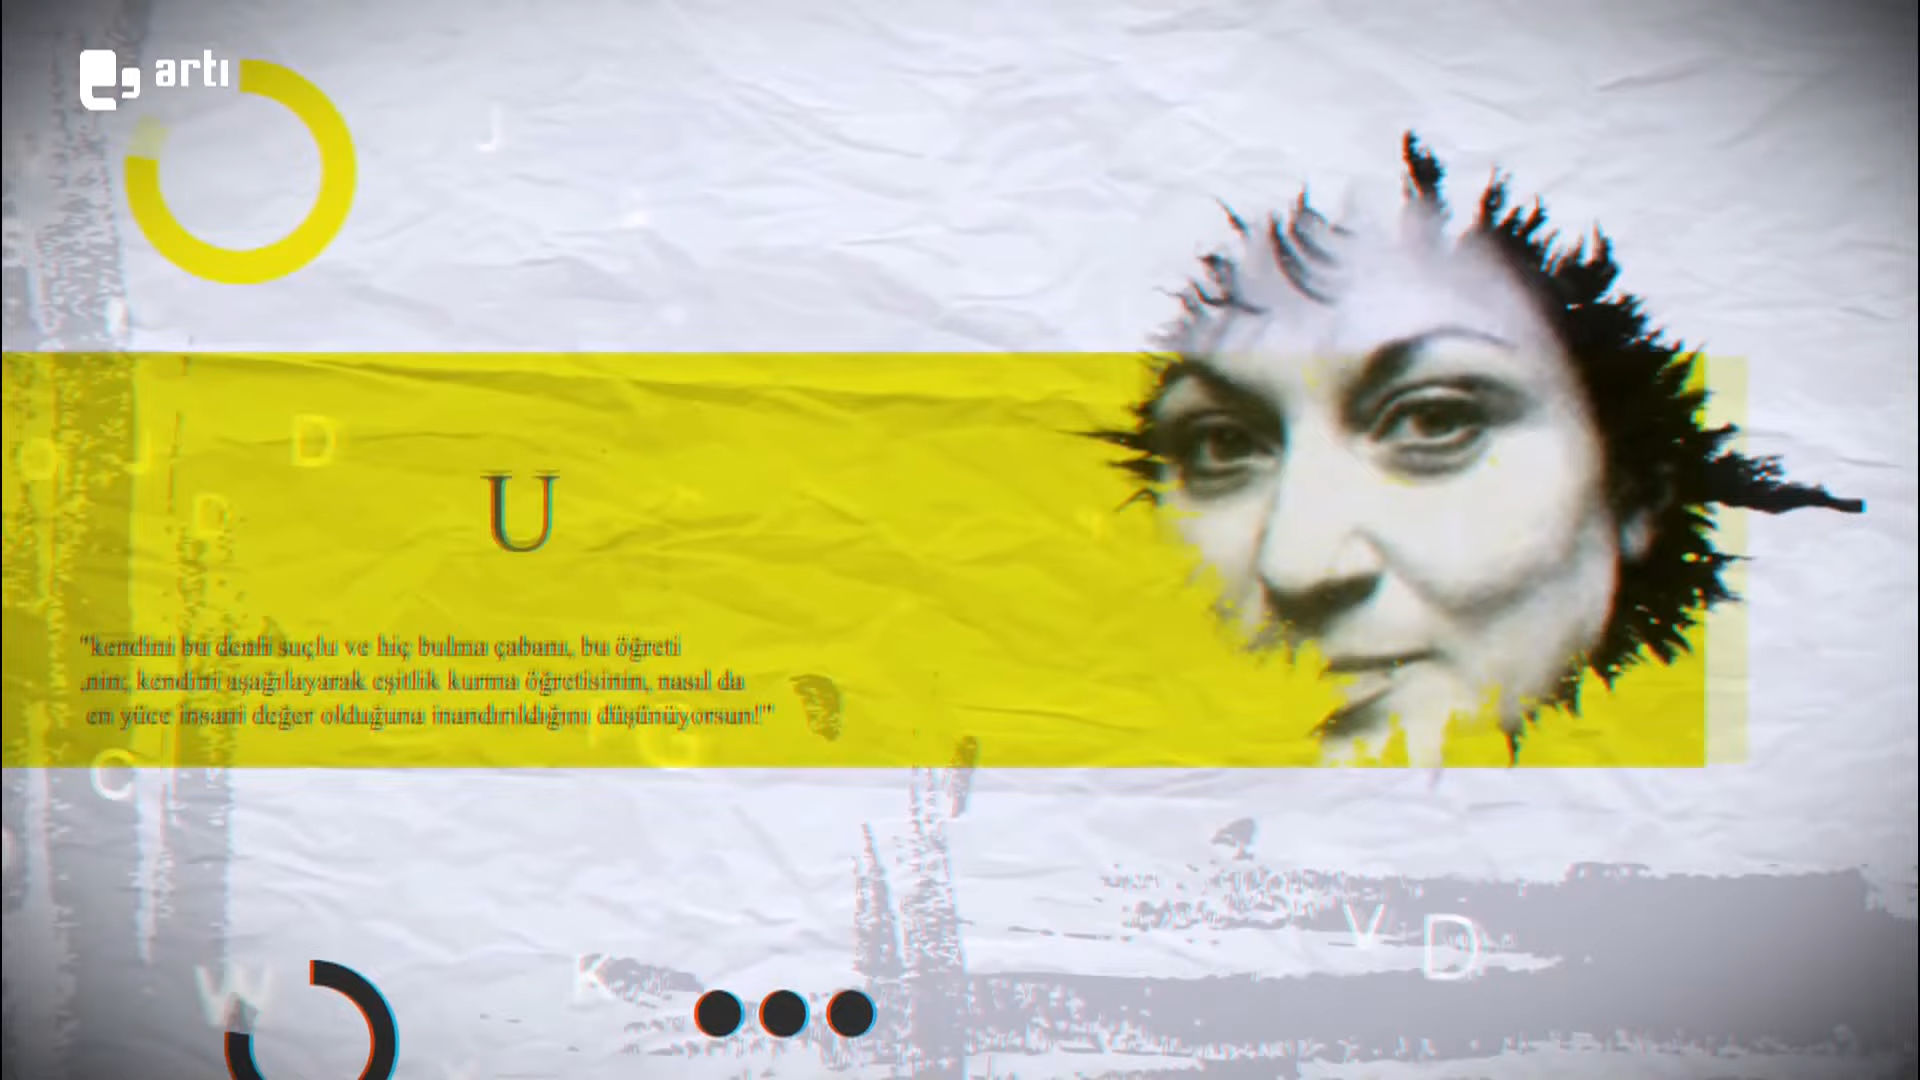 artı
J
D
O J
D
U
"kendini bu denli suçlu ve hiç bulma çabanı, bu öğreti
,nin; kendini aşağılayarak eşitlik kurma öğretisinin, nasıl da
en yüce insani değer olduğuna inandırıldığını düşünüyorsun!"
G
C
V D
W
K